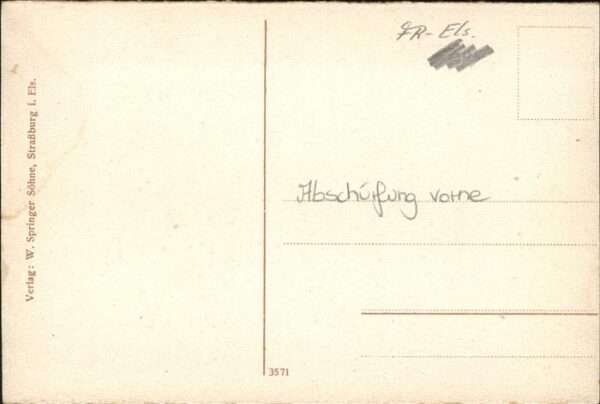 FR-Els.
Verlag: W. Springer Söhne, Straßburg i. Els.
Abschürfung vorne
3571